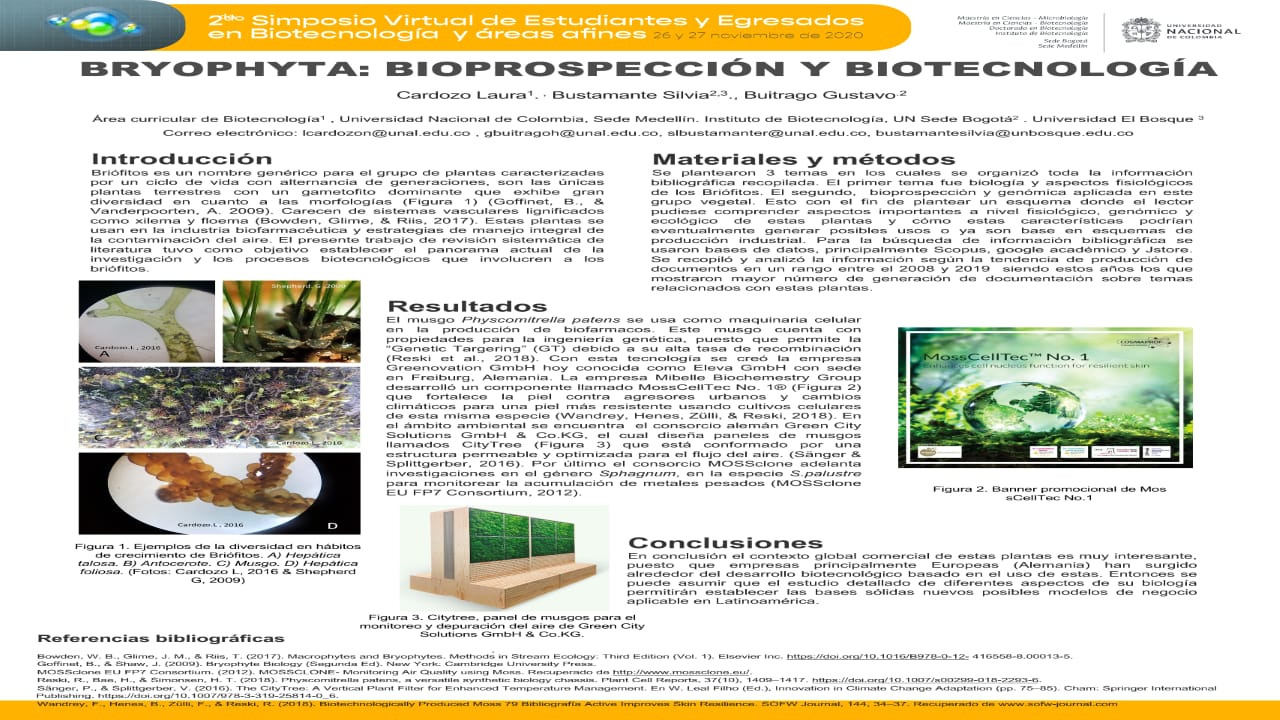 2do Simposio Virtual de Estudiantes y Egresados
en Biotecnología y áreas afines 26 y 27 noviembre de 2020
Maestría en Ciencias - Microbiología
Maestría en Ciencias - Biotecnología
Doctorado en Biotecnología
Instituto de Biotecnología
Sede Bogotá
Sede Medellín
UNIVERSIDAD
NACIONAL
DE COLOMBIA
BRYOPHYTA: BIOPROSPECCIÓN Y BIOTECNOLOGÍA
Cardozo Laura1. . Bustamante Silvia2,3., Buitrago Gustavo.2
Área curricular de Biotecnología1 , Universidad Nacional de Colombia, Sede Medellín. Instituto de Biotecnología, UN Sede Bogotá2 . Universidad El Bosque 3
Correo electrónico: lcardozon@unal.edu.co , gbuitragoh@unal.edu.co, slbustamanter@unal.edu.co, bustamantesilvia@unbosque.edu.co
Introducción
Briófitos es un nombre genérico para el grupo de plantas caracterizadas
por un ciclo de vida con alternancia de generaciones, son las únicas
plantas terrestres con un gametofito dominante que exhibe gran
diversidad en cuanto a las morfologías (Figura 1) (Goffinet, B., &
Vanderpoorten, A. 2009). Carecen de sistemas vasculares lignificados
como xilema y floema (Bowden, Glime, & Riis, 2017). Estas plantas se
usan en la industria biofarmacéutica y estrategias de manejo integral de
la contaminación del aire. El presente trabajo de revisión sistemática de
literatura tuvo como objetivo establecer el panorama actual de la
investigación y los procesos biotecnológicos que involucren a los
briófitos.
Cardozo.L , 2016
A
Shepherd. G ,2009
B
C
Cardozo.L , 2016
Cardozo.L , 2016
D
Figura 1. Ejemplos de la diversidad en hábitos
de crecimiento de Briófitos. A) Hepática
talosa. B) Antocerote. C) Musgo. D) Hepática
foliosa. (Fotos: Cardozo L, 2016 & Shepherd
G, 2009)
Materiales y métodos
Se plantearon 3 temas en los cuales se organizó toda la información
bibliográfica recopilada. El primer tema fue biología y aspectos fisiológicos
de los Briófitos. El segundo, bioprospección y genómica aplicada en este
grupo vegetal. Esto con el fin de plantear un esquema donde el lector
pudiese comprender aspectos importantes a nivel fisiológico, genómico y
ecológico de estas plantas y cómo estas características podrían
eventualmente generar posibles usos o ya son base en esquemas de
producción industrial. Para la búsqueda de información bibliográfica se
usaron bases de datos, principalmente Scopus, google académico y Jstore.
Se recopiló y analizó la información según la tendencia de producción de
documentos en un rango entre el 2008 y 2019 siendo estos años los que
mostraron mayor número de generación de documentación sobre temas
relacionados con estas plantas.
Resultados
El musgo Physcomitrella patens se usa como maquinaria celular
en la producción de biofarmacos. Este musgo cuenta con
propiedades para la ingeniería genética, puesto que permite la
“Genetic Targering” (GT) debido a su alta tasa de recombinación
(Reski et al., 2018). Con esta tecnología se creó la empresa
Greenovation GmbH hoy conocida como Eleva GmbH con sede
en Freiburg, Alemania. La empresa Mibelle Biochemestry Group
desarrolló un componente llamado MossCellTec No. 1® (Figura 2)
que fortalece la piel contra agresores urbanos y cambios
climáticos para una piel más resistente usando cultivos celulares
de esta misma especie (Wandrey, Henes, Zülli, & Reski, 2018). En
el ámbito ambiental se encuentra el consorcio alemán Green City
Solutions GmbH & Co.KG, el cual diseña paneles de musgos
llamados CityTree (Figura 3) que está conformado por una
estructura permeable y optimizada para el flujo del aire. (Sänger &
Splittgerber, 2016). Por último el consorcio MOSSclone adelanta
investigaciones en el género Sphagnum, en la especie S.palustre
para monitorear la acumulación de metales pesados (MOSSclone
EU FP7 Consortium, 2012).
COSMAPROF
MossCellTec™ No. 1
Enhances cell nucleus function for resilient skin
Figura 2. Banner promocional de Mos
sCellTec No.1
Figura 3. Citytree, panel de musgos para el
monitoreo y depuración del aire de Green City
Solutions GmbH & Co.KG.
Conclusiones
En conclusión el contexto global comercial de estas plantas es muy interesante,
puesto que empresas principalmente Europeas (Alemania) han surgido
alrededor del desarrollo biotecnológico basado en el uso de estas. Entonces se
puede asumir que el estudio detallado de diferentes aspectos de su biología
permitirán establecer las bases sólidas nuevos posibles modelos de negocio
aplicable en Latinoamérica.
Referencias bibliográficas
Bowden, W. B., Glime, J. M., & Riis, T. (2017). Macrophytes and Bryophytes. Methods in Stream Ecology: Third Edition (Vol. 1). Elsevier Inc. https://doi.org/10.1016/B978-0-12- 416558-8.00013-5.
Goffinet, B., & Shaw, J. (2009). Bryophyte Biology (Segunda Ed). New York: Cambridge University Press.
MOSSclone EU FP7 Consortium. (2012). MOSSCLONE- Monitoring Air Quality using Moss. Recuperado de http://www.mossclone.eu/.
Reski, R., Bae, H., & Simonsen, H. T. (2018). Physcomitrella patens, a versatile synthetic biology chassis. Plant Cell Reports, 37(10), 1409–1417. https://doi.org/10.1007/s00299-018-2293-6.
Sänger, P., & Splittgerber, V. (2016). The CityTree: A Vertical Plant Filter for Enhanced Temperature Management. En W. Leal Filho (Ed.), Innovation in Climate Change Adaptation (pp. 75–85). Cham: Springer International
Publishing. https://doi.org/10.1007/978-3-319-25814-0_6.
Wandrey, F., Henes, B., Zülli, F., & Reski, R. (2018). Biotechnologically Produced Moss 79 Bibliografía Active Improves Skin Resilience. SOFW Journal, 144, 34–37. Recuperado de www.sofw-journal.com